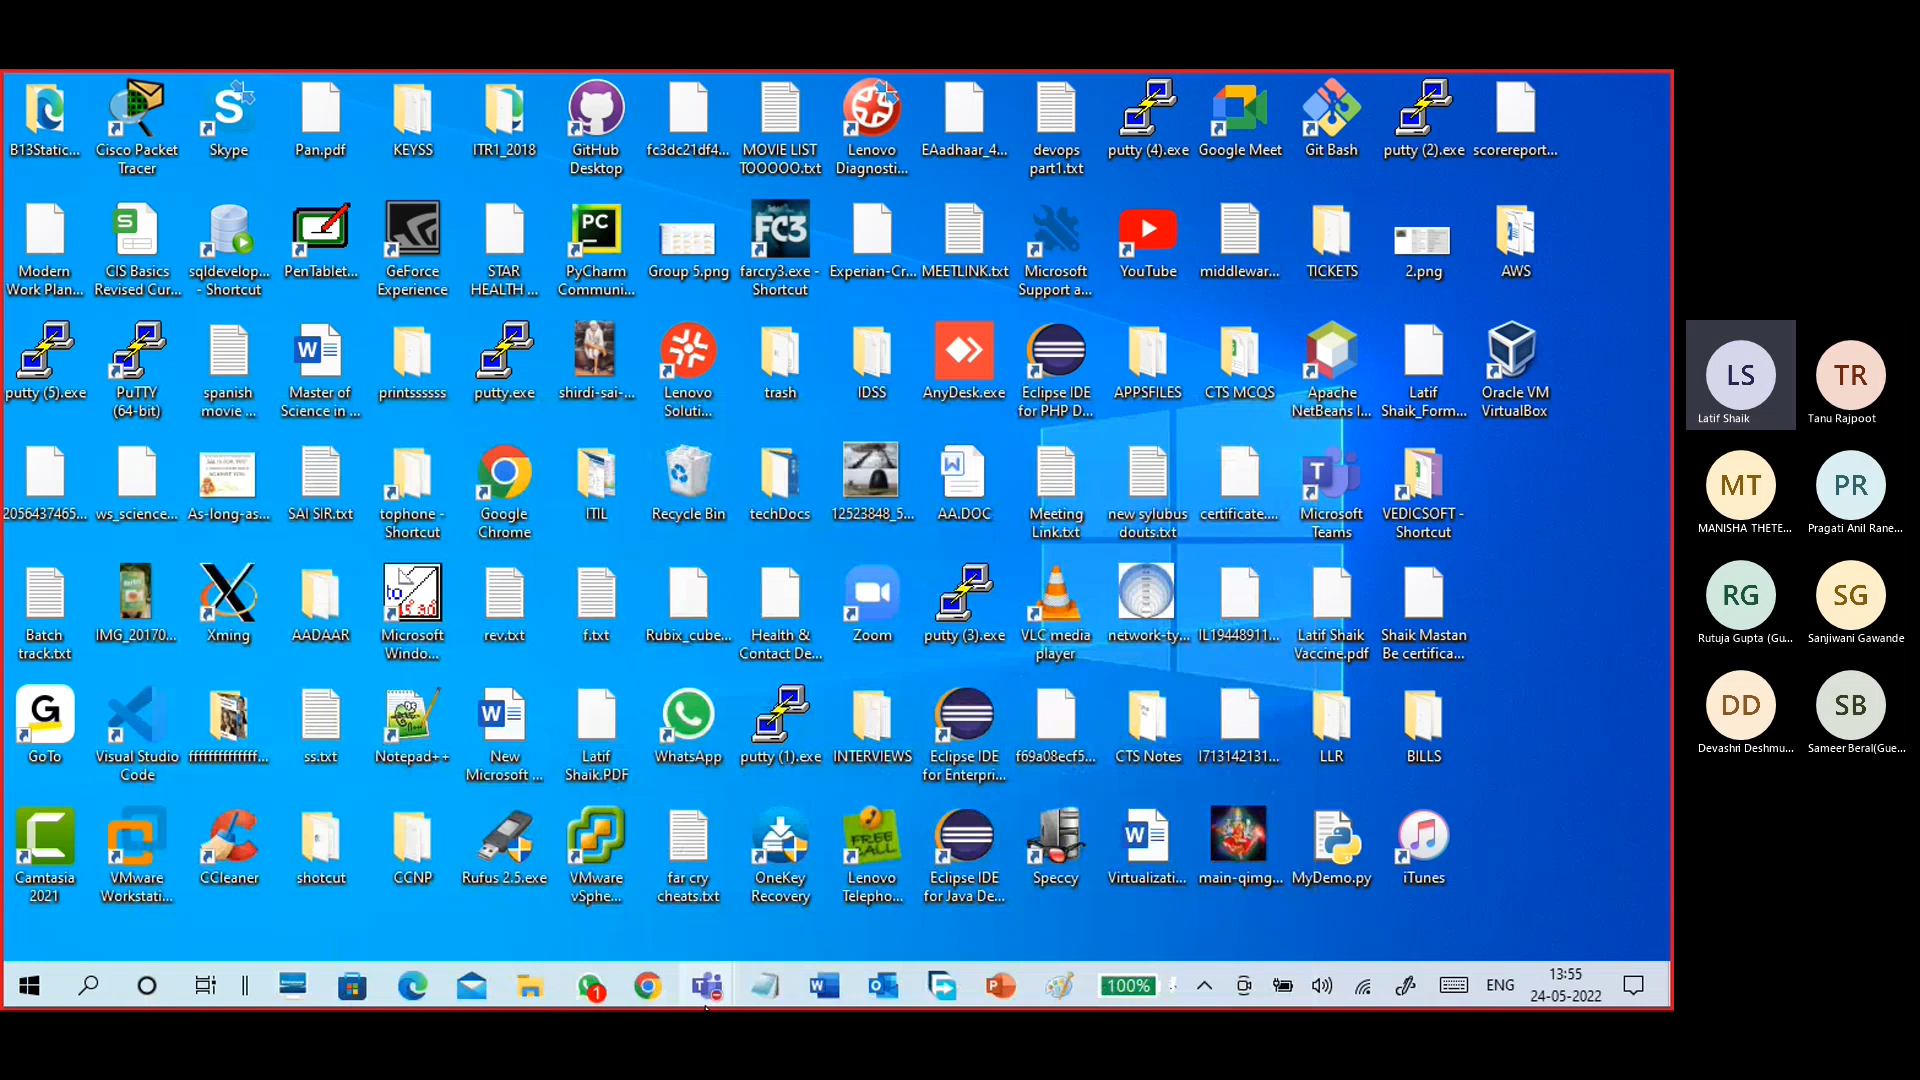 B13Static...
Cisco Packet
Tracer
Skype
Pan.pdf
KEYSS
ITR1_2018
GitHub
Desktop
fc3dc21df4...
MOVIE LIST
TOOOOO.txt
Lenovo
Diagnosti...
EAadhaar_4...
devops
part1.txt
putty (4).exe
Google Meet
Git Bash
putty (2).exe
scorereport...
Modern
Work Plan...
CIS Basics
Revised Cur...
sqldevelop...
- Shortcut
PenTablet...
GeForce
Experience
STAR
HEALTH ...
PyCharm
Communi...
Group 5.png
farcry3.exe -
Shortcut
Experian-Cr...
MEETLINK.txt
Microsoft
Support a...
YouTube
middlewar...
TICKETS
2.png
AWS
putty (5).exe
PuTTY
(64-bit)
spanish
movie ...
Master of
Science in ...
printssssss
putty.exe
shirdi-sai-...
Lenovo
Soluti...
trash
IDSS
AnyDesk.exe
Eclipse IDE
for PHP D...
APPSFILES
CTS MCQS
Apache
NetBeans I...
Latif
Shaik_Form...
Oracle VM
VirtualBox
2056437465...
ws_science...
As-long-as...
SAI SIR.txt
tophone -
Shortcut
Google
Chrome
ITIL
Recycle Bin
techDocs
12523848_5...
AA.DOC
Meeting
Link.txt
new sylubus
douts.txt
certificate....
Microsoft
Teams
VEDICSOFT -
Shortcut
Batch
track.txt
IMG_20170...
Xming
AADAAR
Microsoft
Windo...
rev.txt
f.txt
Rubix_cube...
Health &
Contact De...
Zoom
putty (3).exe
VLC media
player
network-ty...
IL19448911...
Latif Shaik
Vaccine.pdf
Shaik Mastan
Be certifica...
GoTo
Visual Studio
Code
ffffffffffffff...
ss.txt
Notepad++
New
Microsoft ...
Latif
Shaik.PDF
WhatsApp
putty (1).exe
INTERVIEWS
Eclipse IDE
for Enterpri...
f69a08ecf5...
CTS Notes
I713142131...
LLR
BILLS
Camtasia
2021
VMware
Workstati...
CCleaner
shotcut
CCNP
Rufus 2.5.exe
VMware
vSphe...
far cry
cheats.txt
OneKey
Recovery
Lenovo
Telepho...
Eclipse IDE
for Java De...
Speccy
Virtualizati...
main-qimg...
MyDemo.py
iTunes
1
100%
ENG
13:55
24-05-2022
LS
Latif Shaik
TR
Tanu Rajpoot
MT
MANISHA THETE...
PR
Pragati Anil Rane...
RG
Rutuja Gupta (Gu...
SG
Sanjiwani Gawande
DD
Devashri Deshmu...
SB
Sameer Beral(Gue...